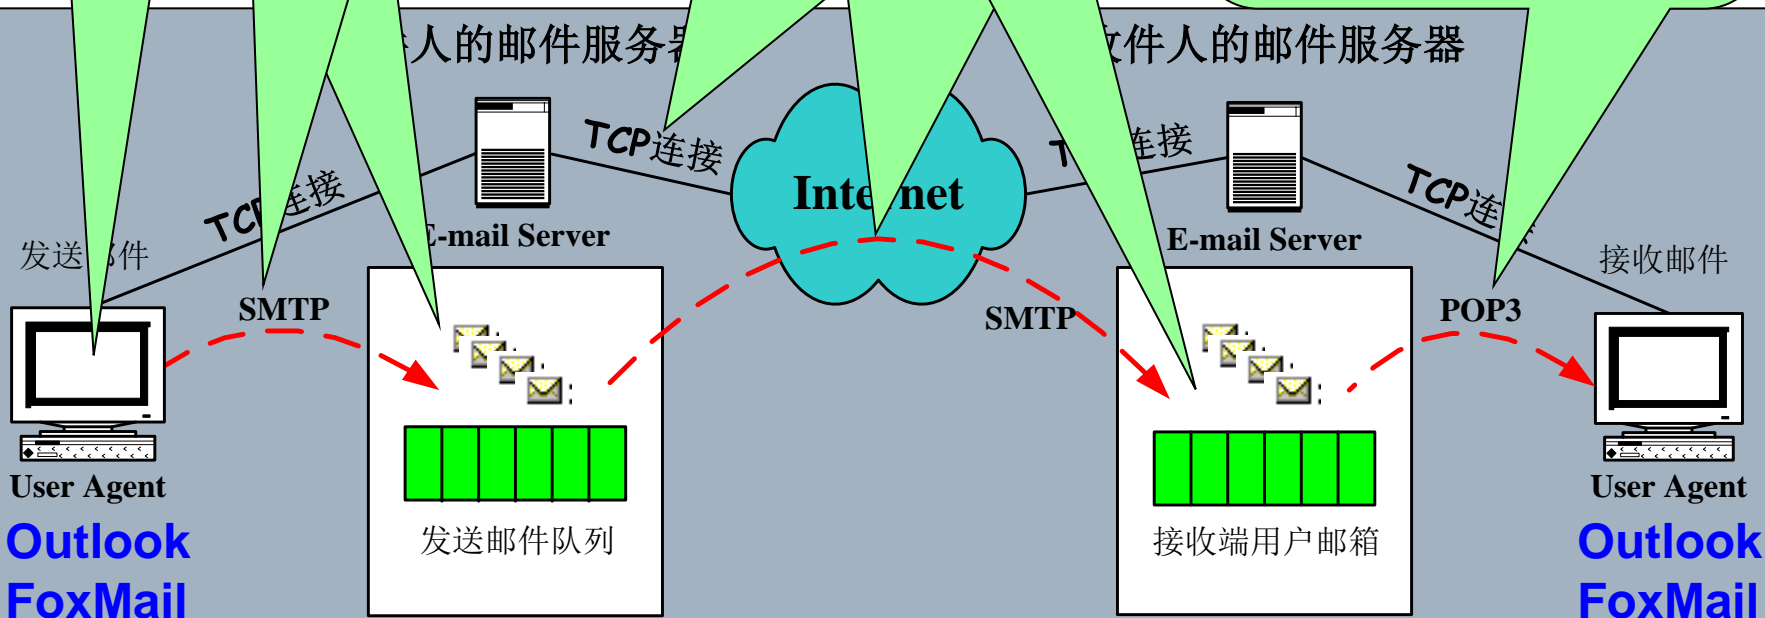 人的邮件服务器
件人的邮件服务器
TCP连接
TCP连接
连接
TCP连
Internet
E-mail Server
E-mail Server
发送 件
接收邮件
SMTP
SMTP
POP3
User Agent
User Agent
Outlook
FoxMail
发送邮件队列
接收端用户邮箱
Outlook
FoxMail